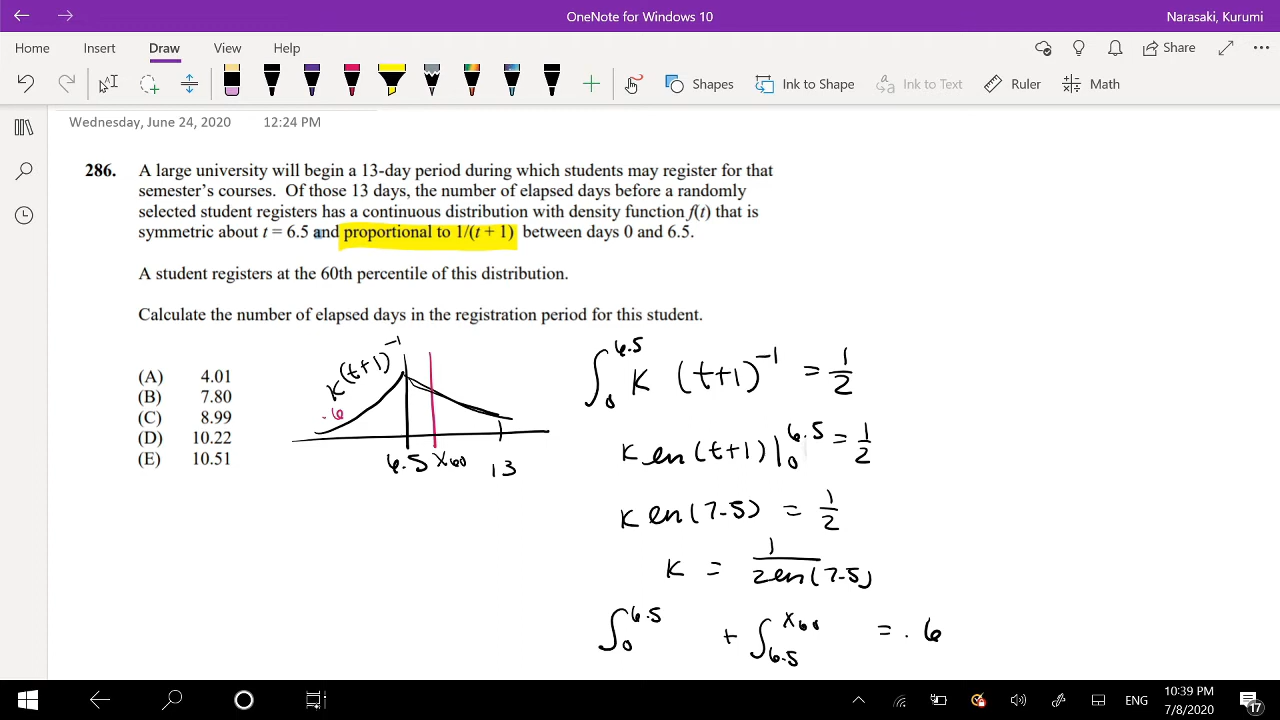 OneNote for Windows 10
Narasaki, Kurumi
Home Insert Draw View Help
Share
Shapes Ink to Shape Ink to Text Ruler Math
Wednesday, June 24, 2020 12:24 PM
286. A large university will begin a 13-day period during which students may register for that
semester's courses. Of those 13 days, the number of elapsed days before a randomly
selected student registers has a continuous distribution with density function f(t) that is
symmetric about t = 6.5 and proportional to 1/(t + 1) between days 0 and 6.5.
A student registers at the 60th percentile of this distribution.
Calculate the number of elapsed days in the registration period for this student.
(A) 4.01
(B) 7.80
(C) 8.99
(D) 10.22
(E) 10.51
K(t+1)⁻¹
.6
6.5 X₆₀ 13
∫₀^6.5 K (t+1)⁻¹ = 1/2
K ln(t+1)|₀^6.5 = 1/2
K ln(7.5) = 1/2
K = 1/(2ln(7.5))
∫₀^6.5 + ∫_6.5^X₆₀ = .6
ENG
10:39 PM
7/8/2020
17